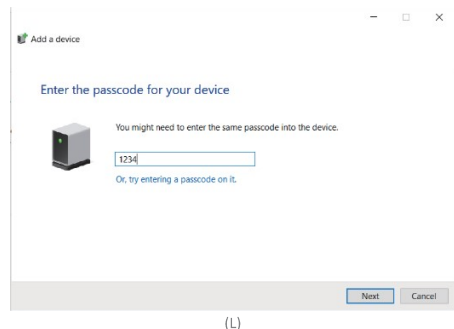 Add a device
Enter the passcode for your device
You might need to enter the same passcode into the device.
1234
Or, try entering a passcode on it.
Next Cancel
(L)